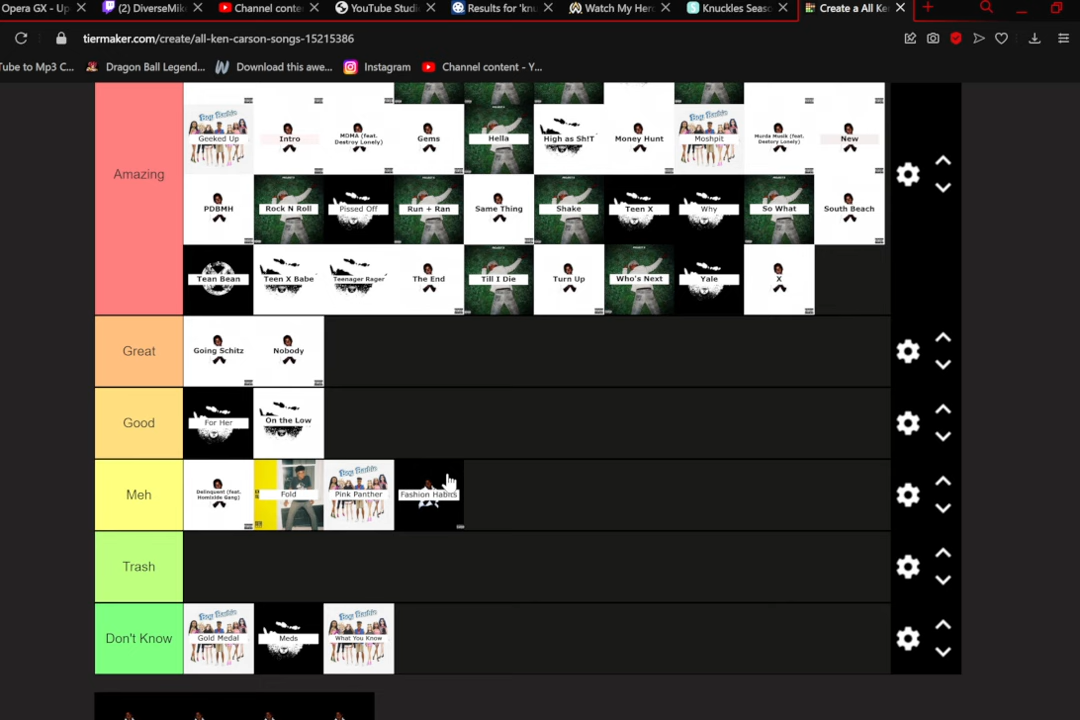 Opera GX - Up
(2) DiverseMik
Channel conte
YouTube Studi
Results for 'knu
Watch My Her
Knuckles Seaso
Create a All Ke
tiermaker.com/create/all-ken-carson-songs-15215386
Tube to Mp3 C...
Dragon Ball Legend...
Download this awe...
Instagram
Channel content - Y...
Amazing
Geeked Up
Intro
MDMA (feat. Destroy Lonely)
Gems
Hella
High as Sh!T
Money Hunt
Moshpit
Murda Musik (feat. Destory Lonely)
New
PDBMH
Rock N Roll
Pissed Off
Run + Ran
Same Thing
Shake
Teen X
Why
So What
South Beach
Tean Bean
Teen X Babe
Teenager Rager
The End
Till I Die
Turn Up
Who's Next
Yale
X
Great
Going Schitz
Nobody
Good
For Her
On the Low
Meh
Delinquent (feat. Homixide Gang)
Fold
Pink Panther
Fashion Habits
Trash
Don't Know
Gold Medal
Meds
What You Know